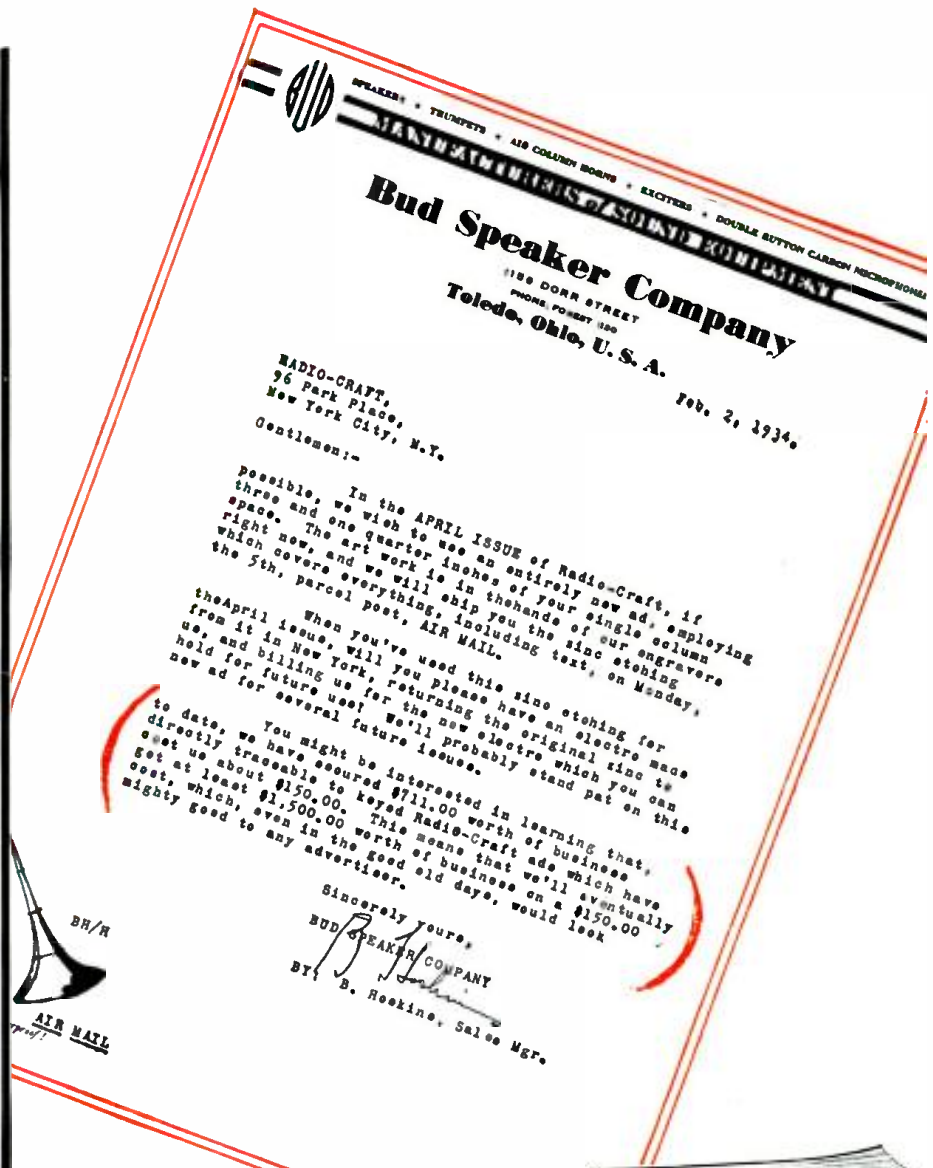 BUD
SPEAKERS • TRUMPETS • AIR COLUMN HORNS • EXCITERS • DOUBLE BUTTON CARBON MICROPHONES
MANUFACTURERS of SOUND EQUIPMENT
Bud Speaker Company
DORR STREET
PHONE, FOREST
Toledo, Ohio, U. S. A.
Feb. 2, 1934.
RADIO-CRAFT,
96 Park Place,
New York City, N.Y.
Gentlemen:-
In the APRIL ISSUE of Radio-Craft, if
possible, we wish to use an entirely new ad, employing
three and one quarter inches of your single column
space. The art work is in thehands of our engravers
right now, and we will ship you the zinc etching
which covers everything, including text, on Monday,
the 5th, parcel post, AIR MAIL.
When you've used this zinc etching for
theApril issue, will you please have an electro made
from it in New York, returning the original zinc to
us, and billing us for the new electro which you can
hold for future use! We'll probably stand pat on this
new ad for several future issues.
You might be interested in learning that,
to date, we have secured $711.00 worth of business
directly traceable to keyed Radio-Craft ads which have
cost us about $150.00. This means that we'll eventually
get at least $1,500.00 worth of business on a $150.00
cost, which, even in the good old days, would look
mighty good to any advertiser.
Sincerely yours,
BUD SPEAKER COMPANY
BY: B. Hoskins, Sales Mgr.
BH/H
AIR MAIL